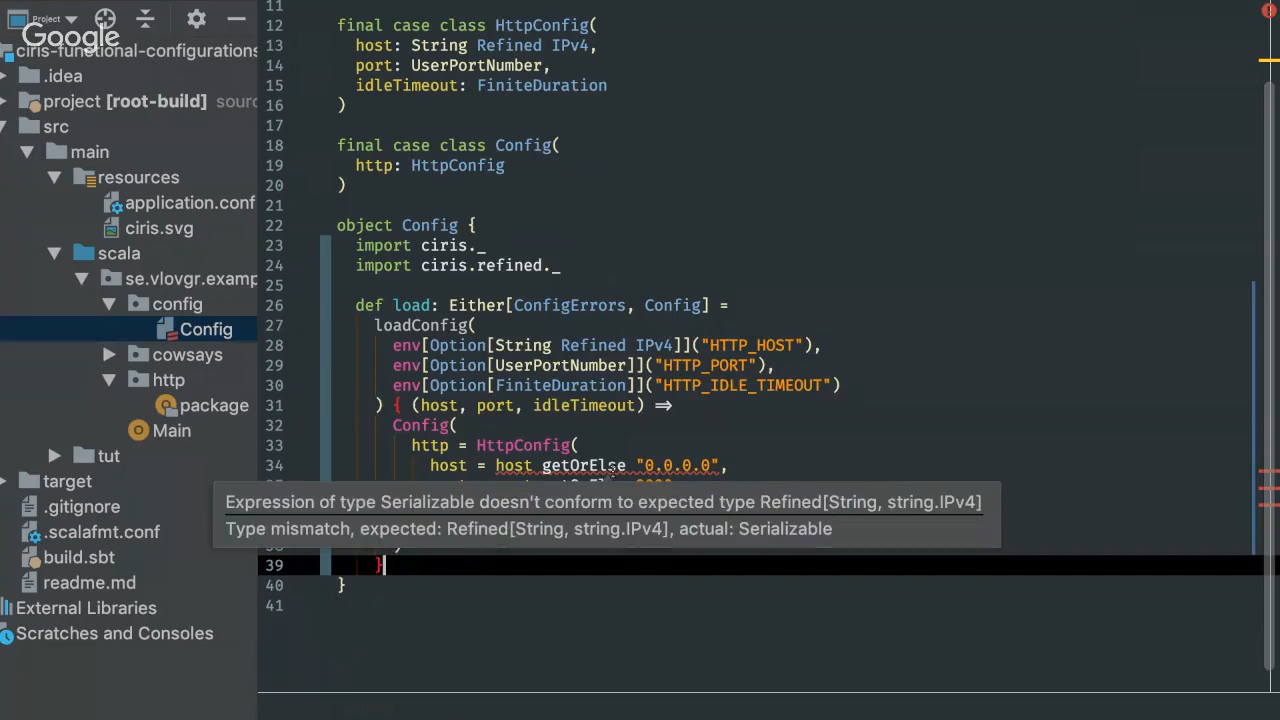 Project
Google
ciris-functional-configurations
.idea
project [root-build] sourc
src
main
resources
application.conf
ciris.svg
scala
se.vlovgr.examp
config
Config
cowsays
http
package
Main
tut
target
.gitignore
.scalafmt.conf
build.sbt
readme.md
External Libraries
Scratches and Consoles
11
12 final case class HttpConfig(
13 host: String Refined IPv4,
14 port: UserPortNumber,
15 idleTimeout: FiniteDuration
16 )
17
18 final case class Config(
19 http: HttpConfig
20 )
21
22 object Config {
23 import ciris._
24 import ciris.refined._
25
26 def load: Either[ConfigErrors, Config] =
27 loadConfig(
28 env[Option[String Refined IPv4]]("HTTP_HOST"),
29 env[Option[UserPortNumber]]("HTTP_PORT"),
30 env[Option[FiniteDuration]]("HTTP_IDLE_TIMEOUT")
31 ) { (host, port, idleTimeout) ⇒
32 Config(
33 http = HttpConfig(
34 host = host getOrElse "0.0.0.0",
Expression of type Serializable doesn't conform to expected type Refined[String, string.IPv4]
Type mismatch, expected: Refined[String, string.IPv4], actual: Serializable
39 }
40 }
41